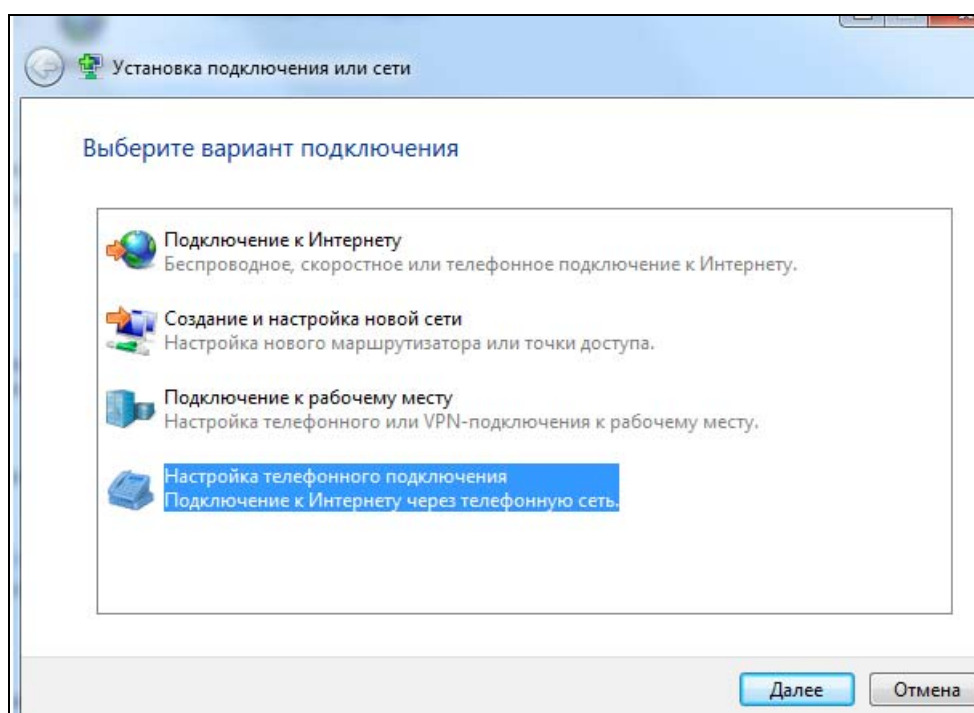 Установка подключения или сети
Выберите вариант подключения
Подключение к Интернету
Беспроводное, скоростное или телефонное подключение к Интернету.
Создание и настройка новой сети
Настройка нового маршрутизатора или точки доступа.
Подключение к рабочему месту
Настройка телефонного или VPN-подключения к рабочему месту.
Настройка телефонного подключения
Подключение к Интернету через телефонную сеть.
Далее
Отмена